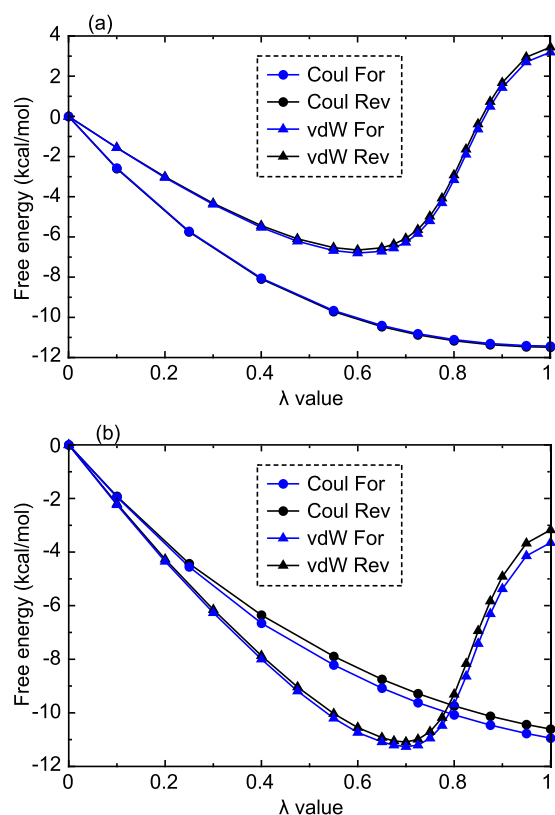 (a)
4
2
0
-2
-4
-6
-8
-10
-12
Free energy (kcal/mol)
Coul For
Coul Rev
vdW For
vdW Rev
0 0.2 0.4 0.6 0.8 1
λ value
(b)
0
-2
-4
-6
-8
-10
-12
Free energy (kcal/mol)
Coul For
Coul Rev
vdW For
vdW Rev
0 0.2 0.4 0.6 0.8 1
λ value